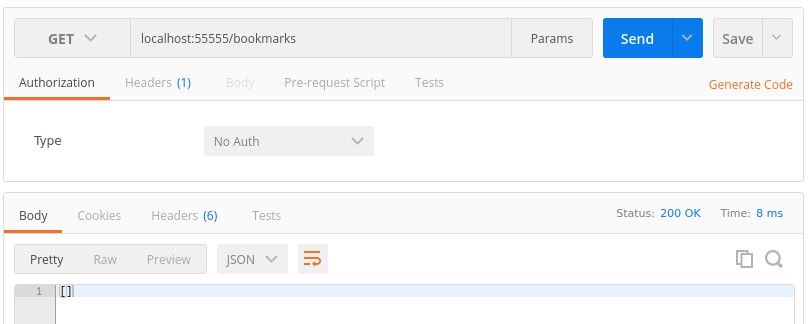 GET localhost:55555/bookmarks Params Send Save
Authorization Headers (1) Body Pre-request Script Tests Generate Code
Type No Auth
Body Cookies Headers (6) Tests Status: 200 OK Time: 8 ms
Pretty Raw Preview JSON
1 []